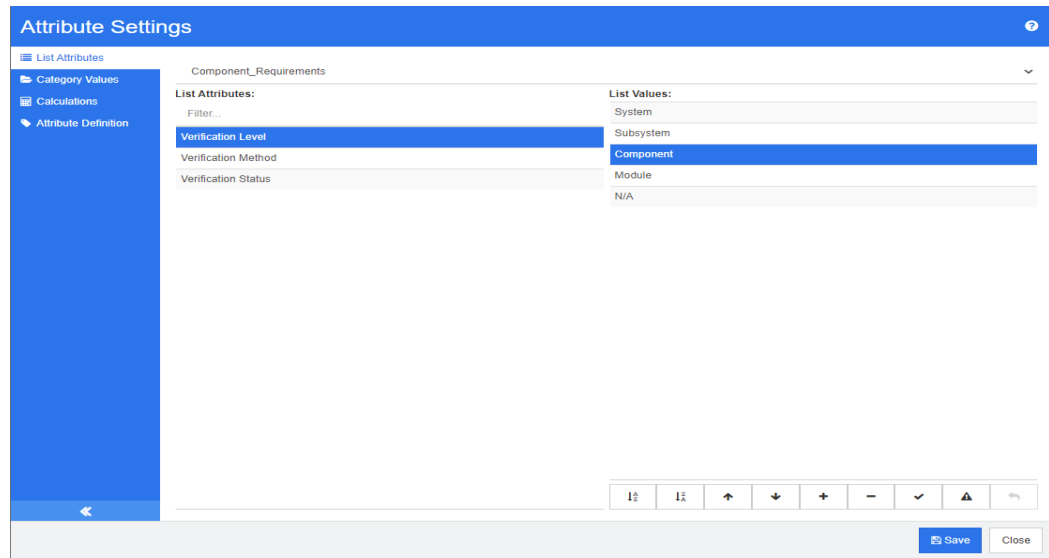 Attribute Settings
List Attributes
Category Values
Calculations
Attribute Definition
Component_Requirements
List Attributes:
Filter...
Verification Level
Verification Method
Verification Status
List Values:
System
Subsystem
Component
Module
N/A
Save
Close